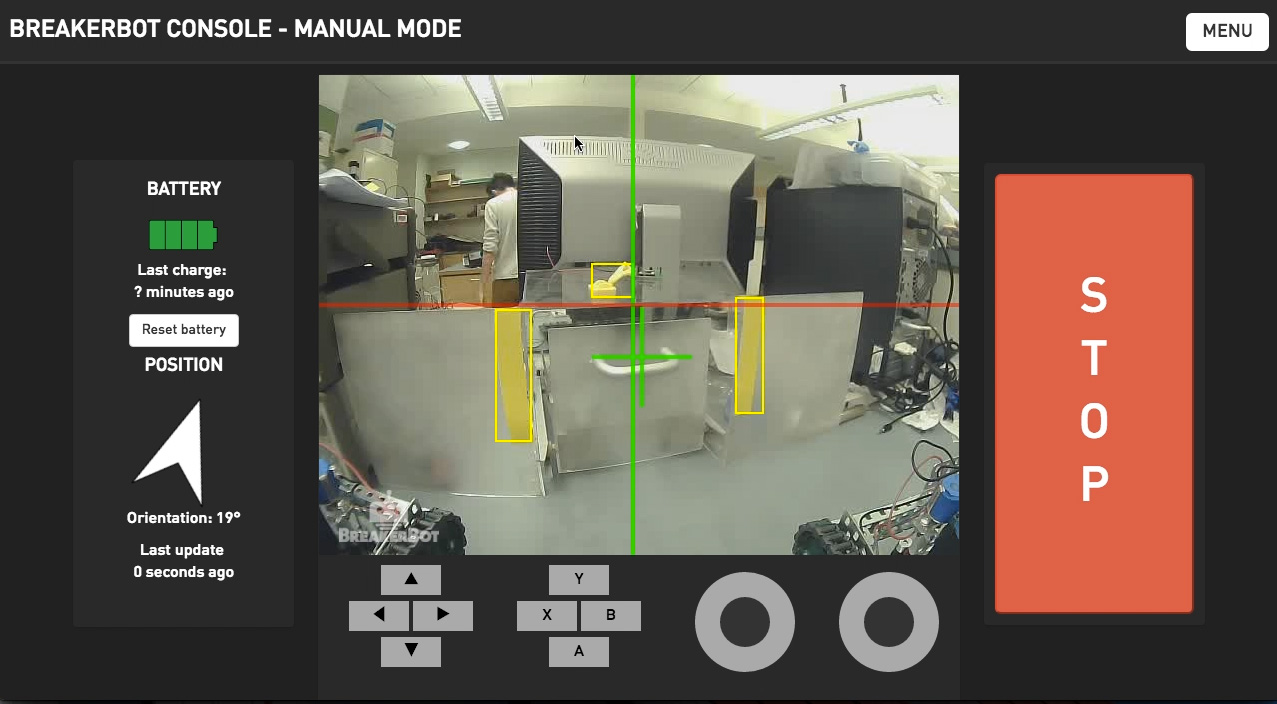 BREAKERBOT CONSOLE - MANUAL MODE
MENU
BATTERY
Last charge:
? minutes ago
Reset battery
POSITION
Orientation: 19°
Last update
0 seconds ago
BREAKERBOT
▲
◀ ▶
▼
Y
X B
A
S
T
O
P